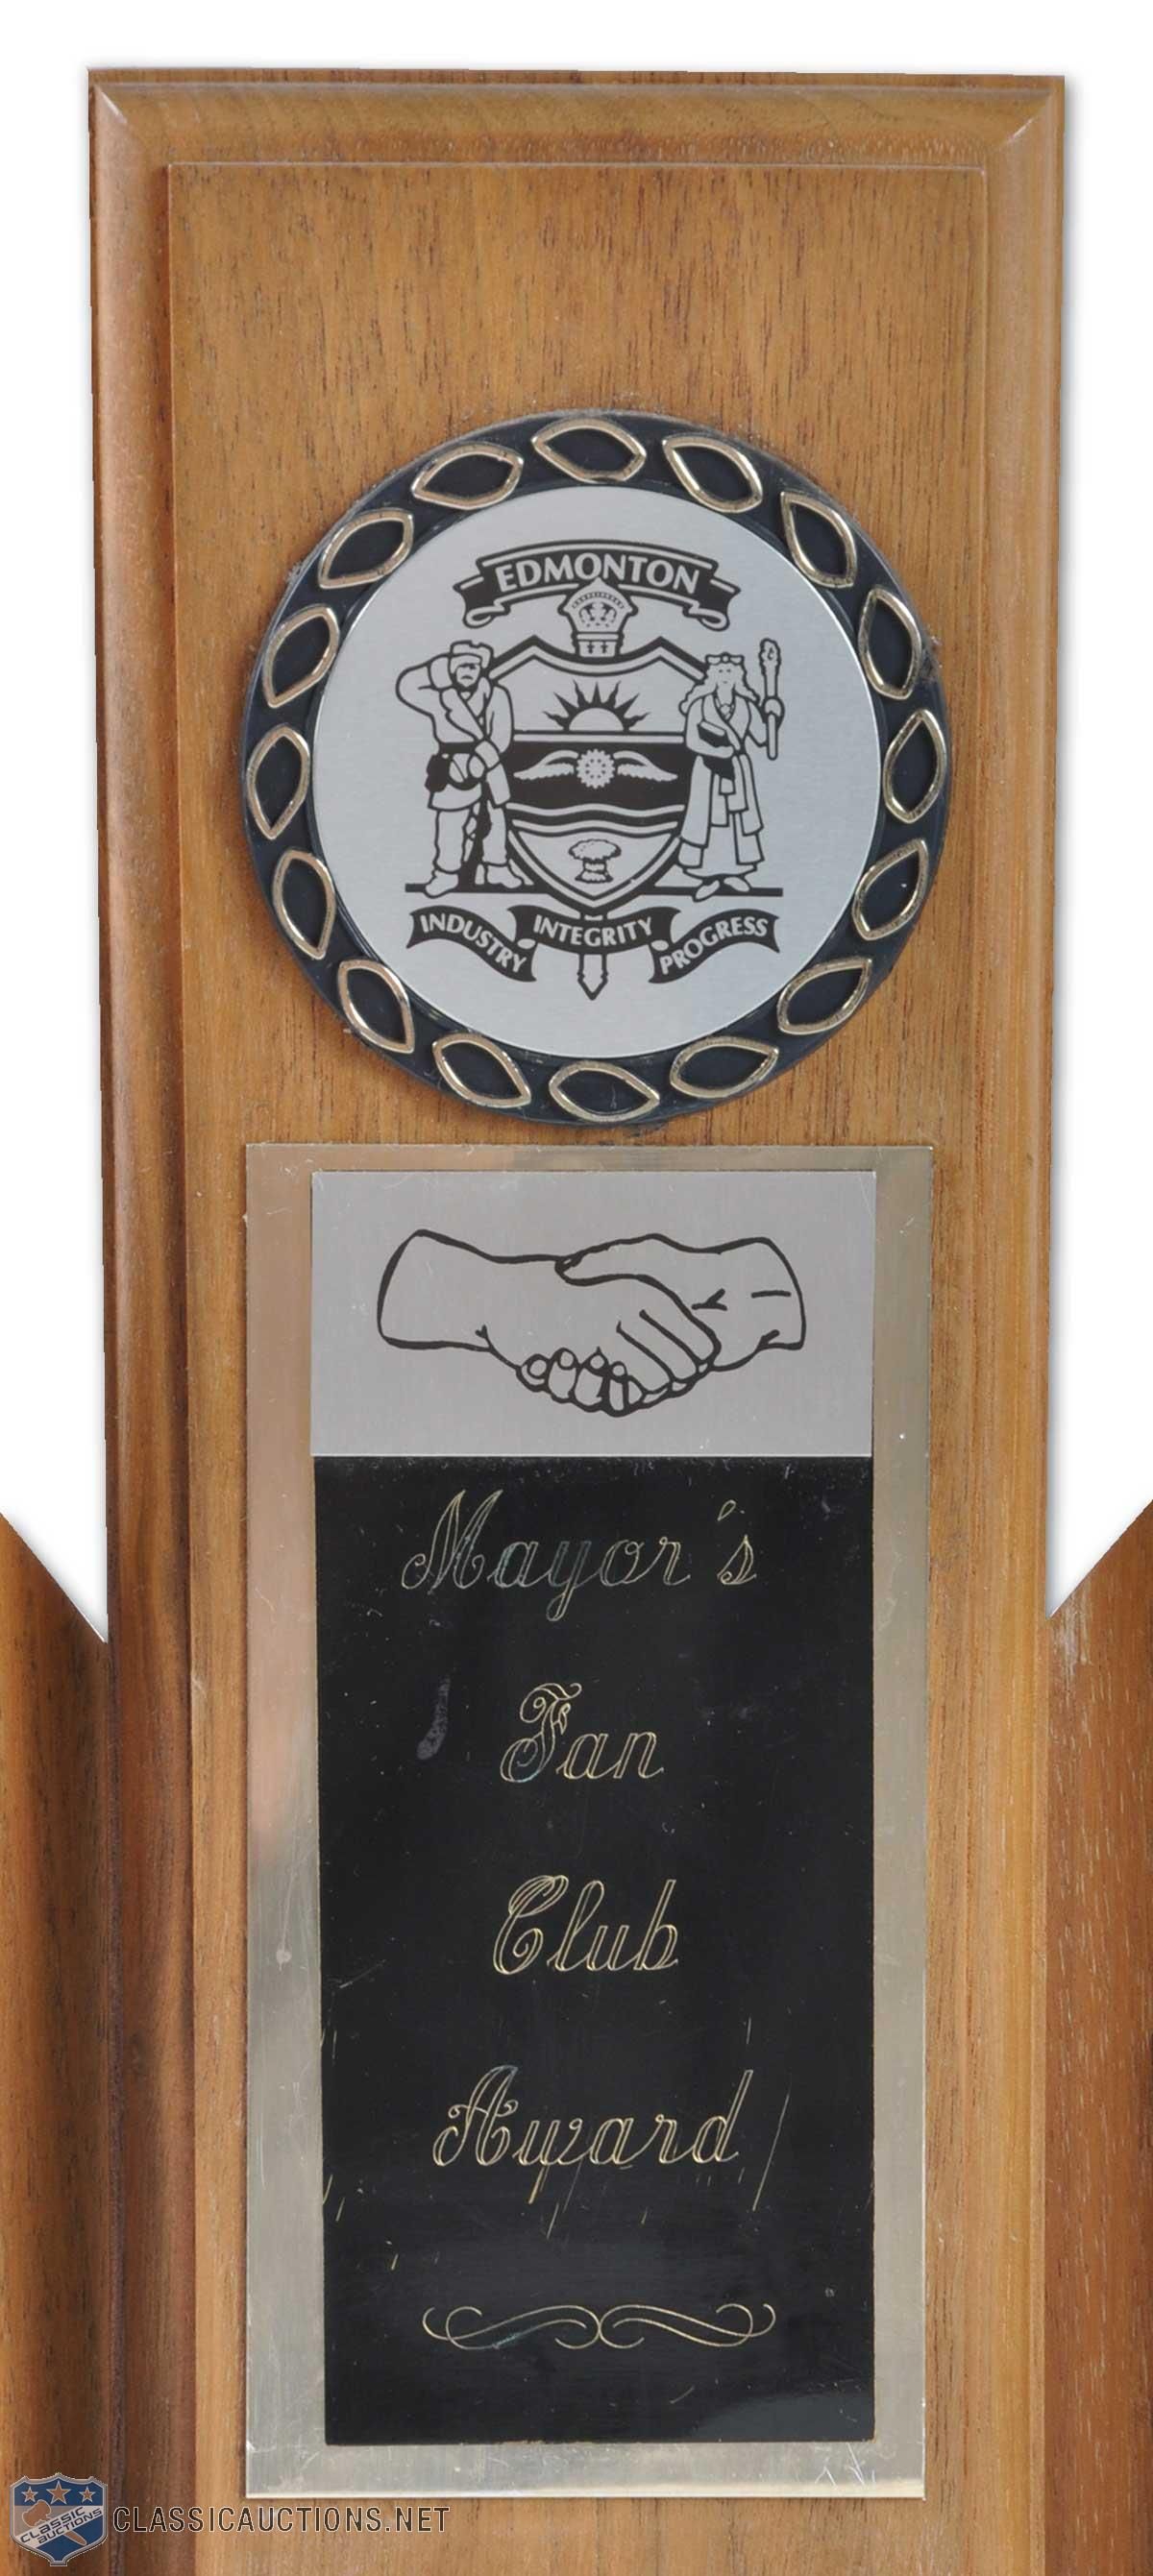 EDMONTON
INDUSTRY INTEGRITY PROGRESS
Mayor's
Fan
Club
Award
CLASSIC
AUCTIONS
CLASSICAUCTIONS.NET